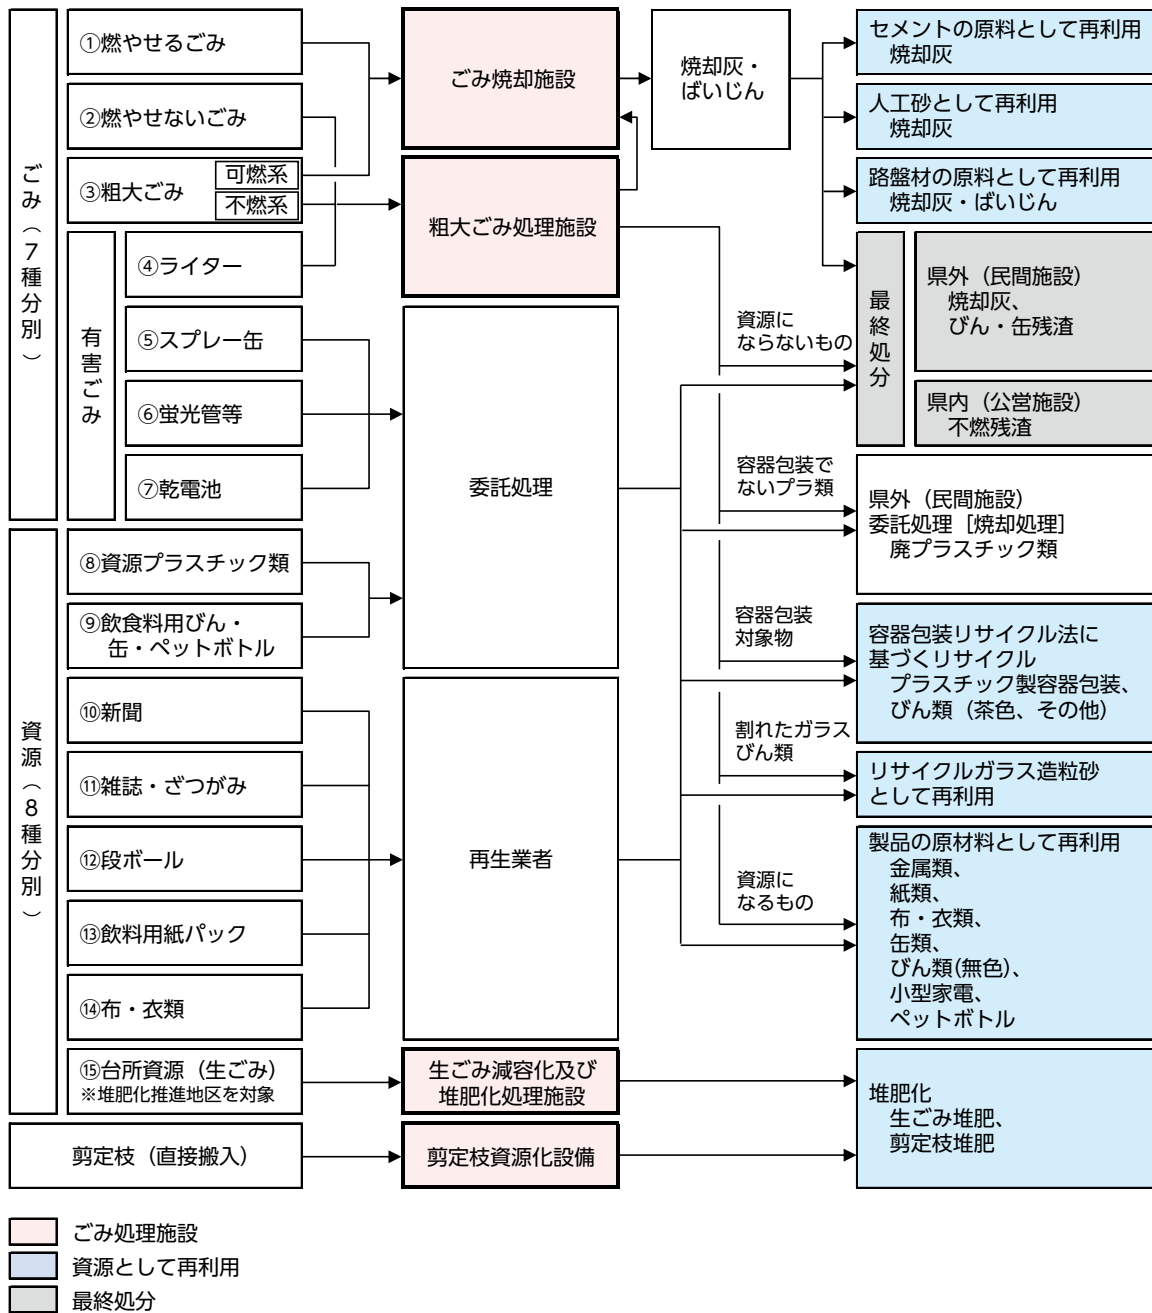 ごみ（7種分別）
①燃やせるごみ
②燃やせないごみ
③粗大ごみ
可燃系
不燃系
有害ごみ
④ライター
⑤スプレー缶
⑥蛍光管等
⑦乾電池
資源（8種分別）
⑧資源プラスチック類
⑨飲食料用びん・
缶・ペットボトル
⑩新聞
⑪雑誌・ざつがみ
⑫段ボール
⑬飲料用紙パック
⑭布・衣類
⑮台所資源（生ごみ）
※堆肥化推進地区を対象
剪定枝（直接搬入）
ごみ焼却施設
粗大ごみ処理施設
委託処理
再生業者
生ごみ減容化及び
堆肥化処理施設
剪定枝資源化設備
焼却灰・
ばいじん
資源に
ならないもの
容器包装で
ないプラ類
容器包装
対象物
割れたガラス
びん類
資源に
なるもの
セメントの原料として再利用
焼却灰
人工砂として再利用
焼却灰
路盤材の原料として再利用
焼却灰・ばいじん
最終処分
県外（民間施設）
焼却灰、
びん・缶残渣
県内（公営施設）
不燃残渣
県外（民間施設）
委託処理［焼却処理］
廃プラスチック類
容器包装リサイクル法に
基づくリサイクル
プラスチック製容器包装、
びん類（茶色、その他）
リサイクルガラス造粒砂
として再利用
製品の原材料として再利用
金属類、
紙類、
布・衣類、
缶類、
びん類(無色)、
小型家電、
ペットボトル
堆肥化
生ごみ堆肥、
剪定枝堆肥
ごみ処理施設
資源として再利用
最終処分